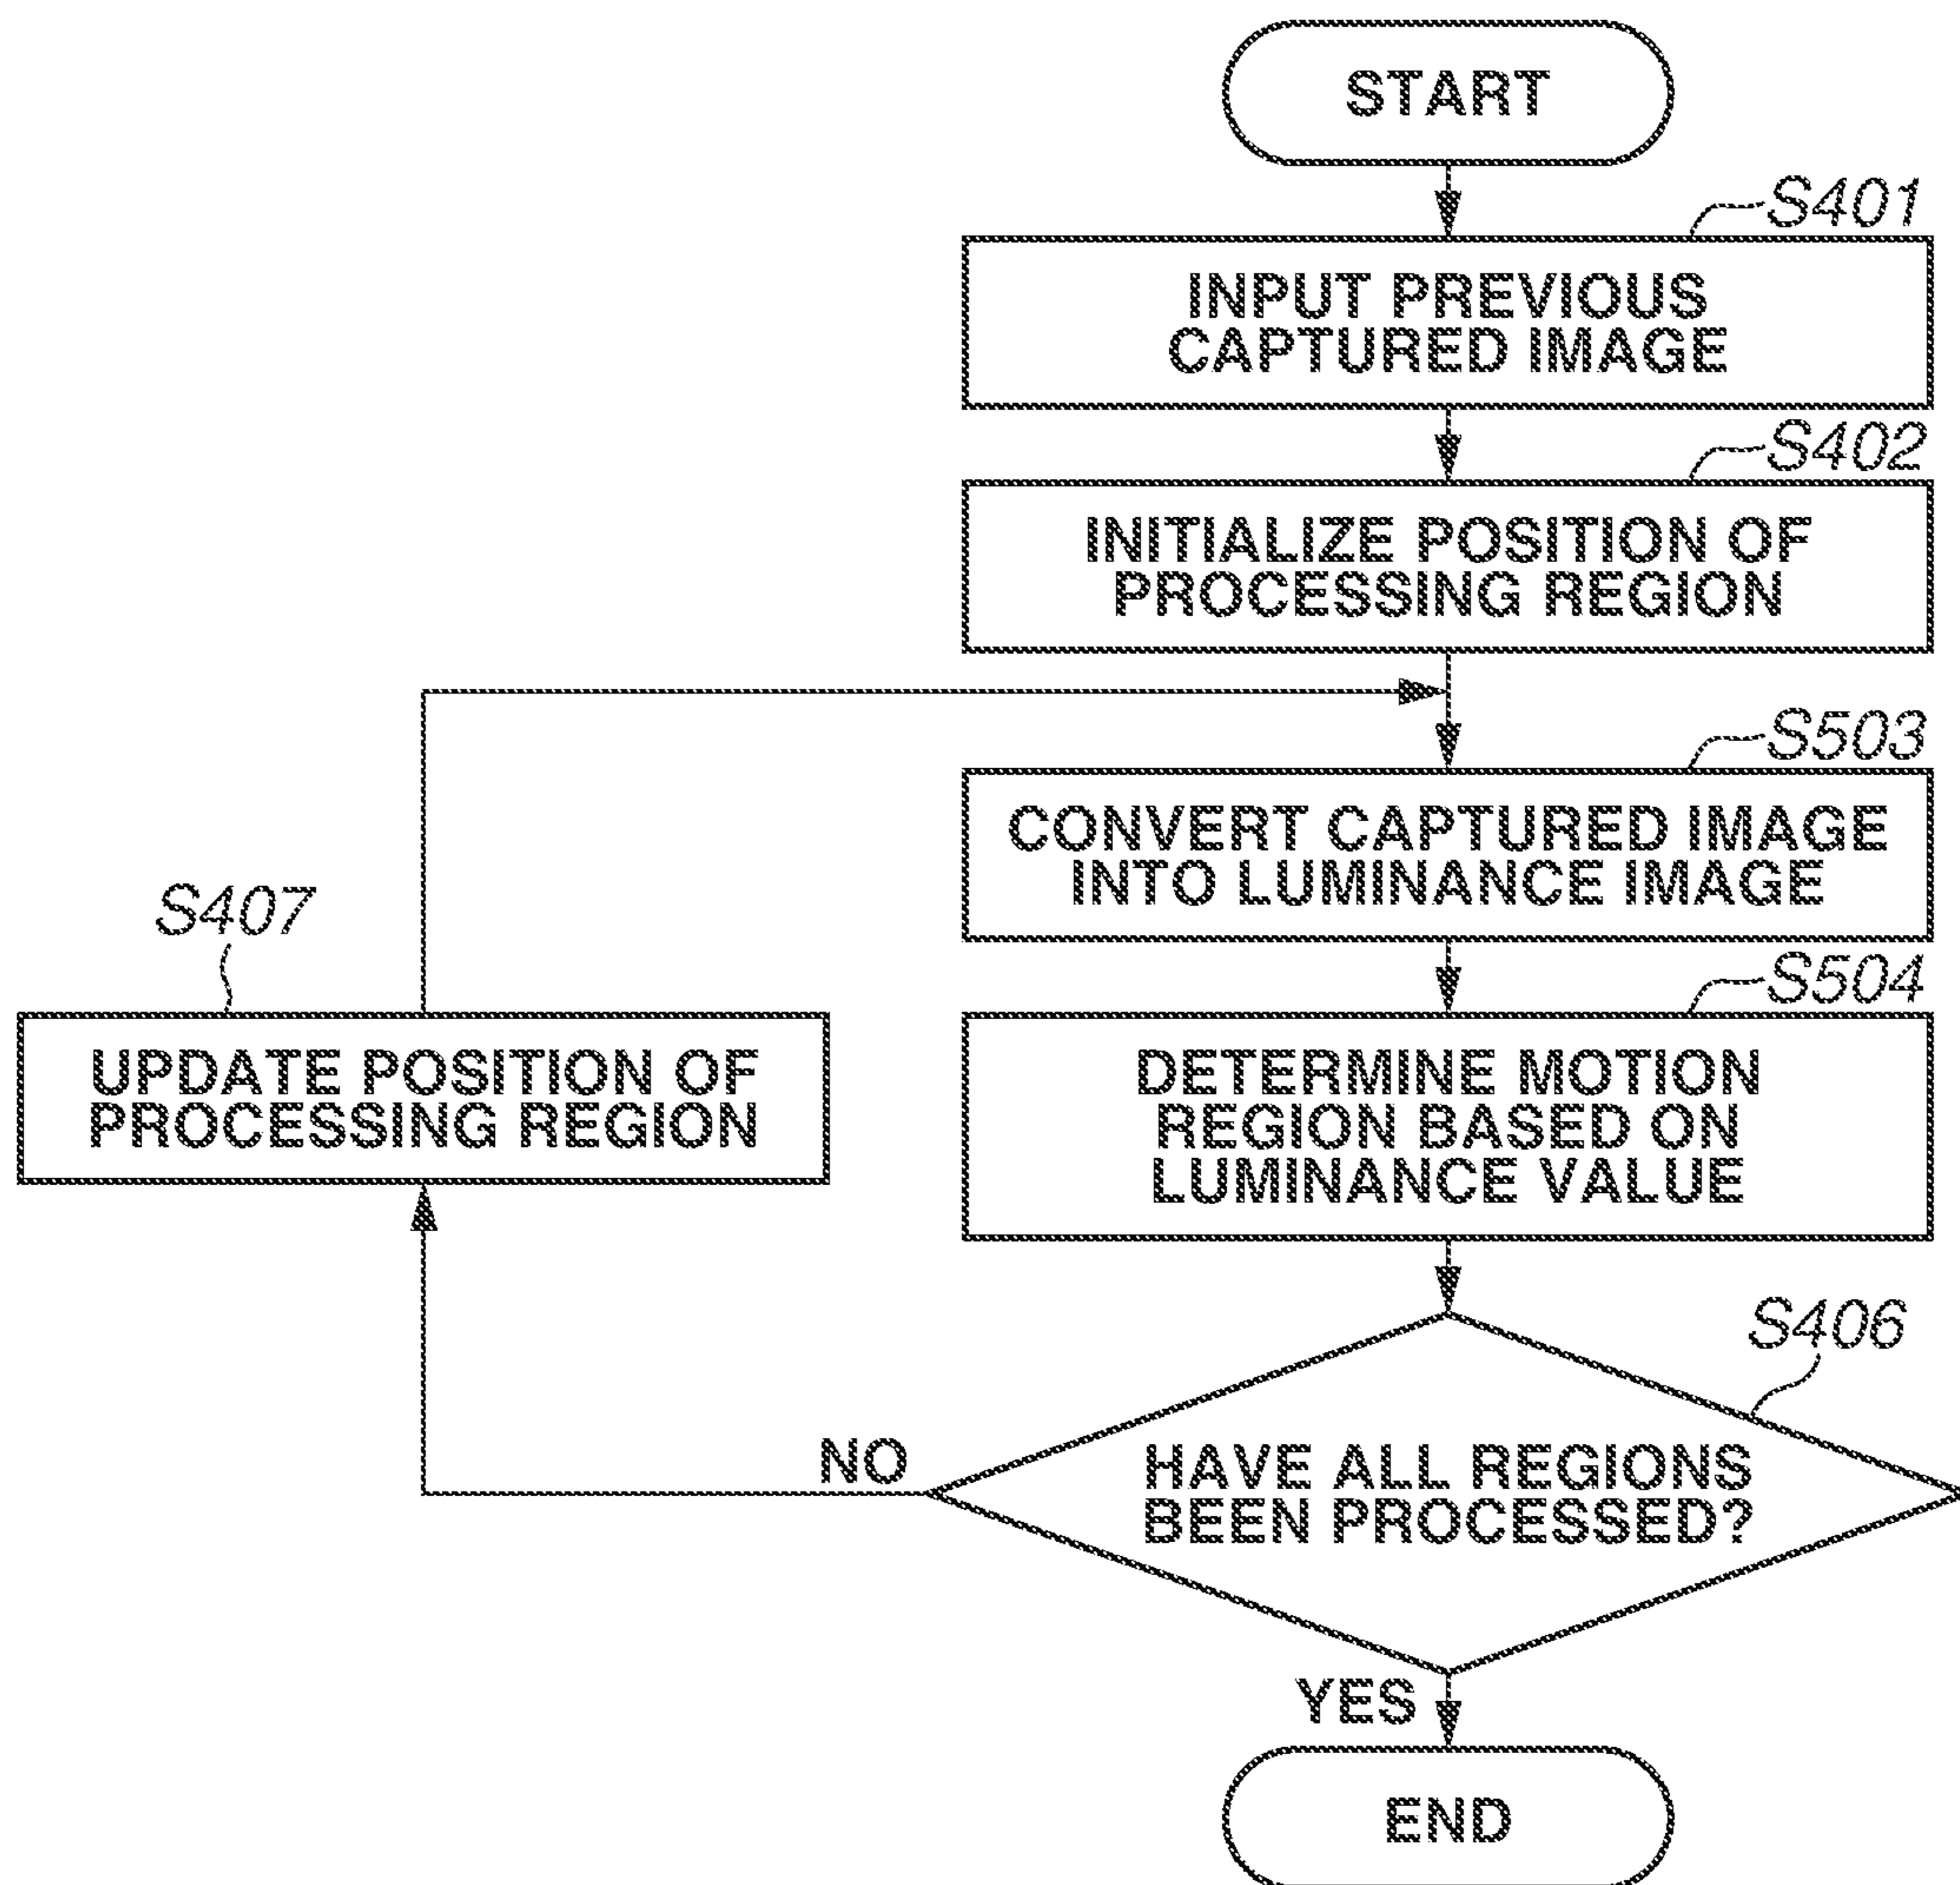 START
S401
INPUT PREVIOUS
CAPTURED IMAGE
S402
INITIALIZE POSITION OF
PROCESSING REGION
S503
CONVERT CAPTURED IMAGE
INTO LUMINANCE IMAGE
S407
UPDATE POSITION OF
PROCESSING REGION
S504
DETERMINE MOTION
REGION BASED ON
LUMINANCE VALUE
S406
HAVE ALL REGIONS
BEEN PROCESSED?
NO
YES
END